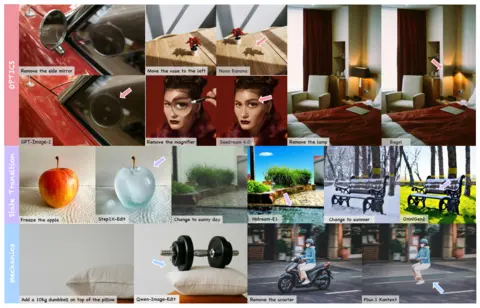 OPTICS
Remove the side mirror
Move the vase to the left
Nano Banana
GPT-Image-1
Remove the magnifier
Seedream 4.0
Remove the lamp
Bagel
State Transition
Freeze the apple
Step1X-Edit
Change to sunny day
HiDream-E1
Change to summer
OmniGen2
Mechanics
Add a 10kg dumbbell on top of the pillow
Qwen-Image-Edit
Remove the scooter
Flux.1 Kontext